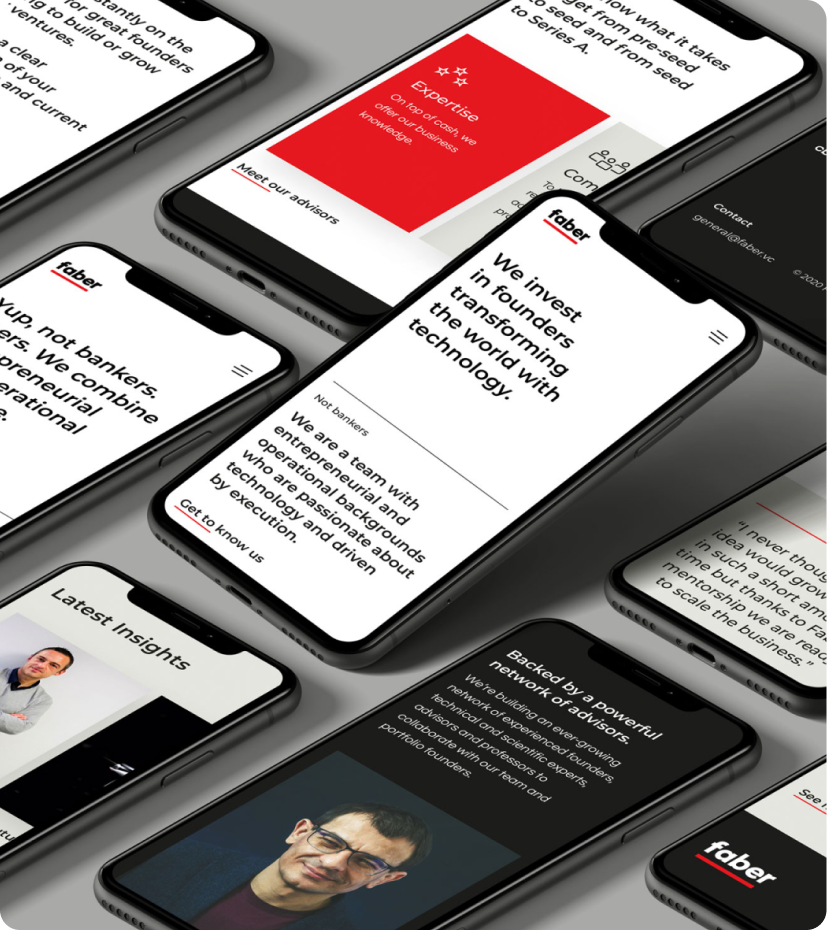 stantly on the
for great founders
ng to build or grow
ventures.
a clear
of your
and current
now what it takes
get from pre-seed
to seed and from seed
to Series A.
Expertise
On top of cash, we
offer our business
knowledge.
Meet our advisors
Contact
general@faber.vc
© 2020
faber
Yup, not bankers.
ers. We combine
epreneurial
erational
faber
We invest
in founders
transforming
the world with
technology.
Not bankers
We are a team with
entrepreneurial and
operational backgrounds
who are passionate about
technology and driven
by execution.
Get to know us
"I never thoug
idea would grow
in such a short amo
time but thanks to Fa
mentorship we are read
to scale the business."
Latest Insights
Backed by a powerful
network of advisors.
We're building an ever-growing
network of experienced founders,
technical and scientific experts,
advisors and professors to
collaborate with our team and
portfolio founders.
See
faber